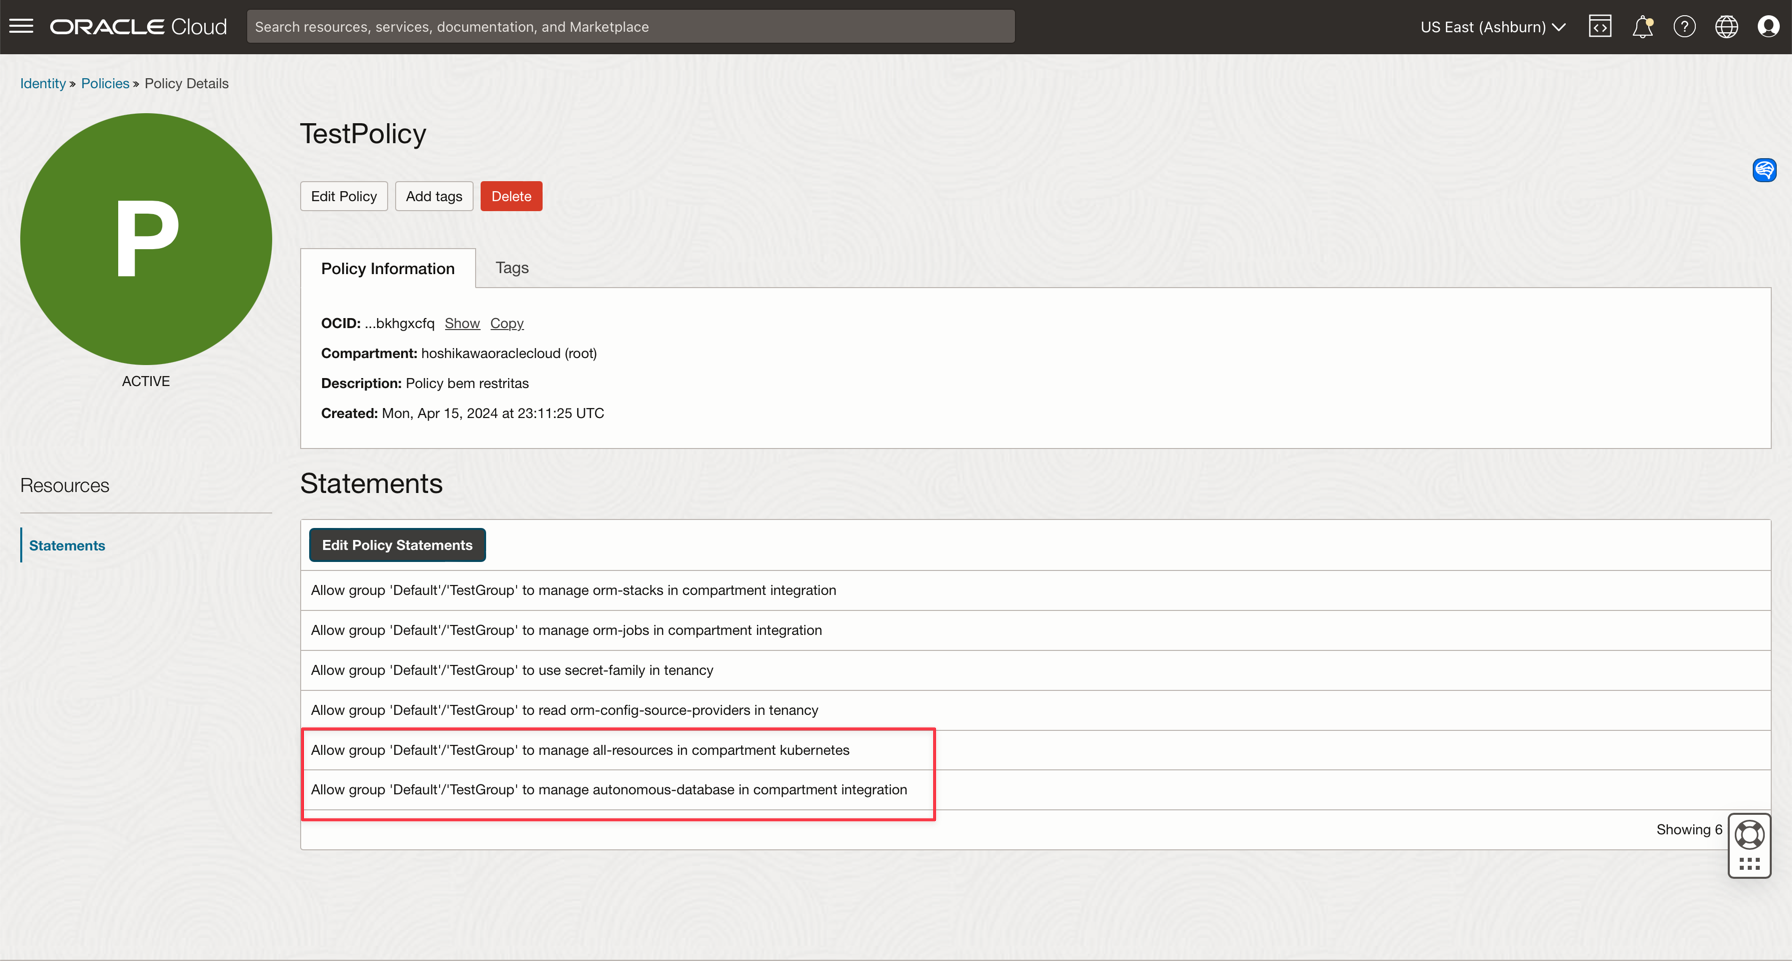 ORACLE Cloud
Search resources, services, documentation, and Marketplace
US East (Ashburn)
Identity » Policies » Policy Details
P
ACTIVE
TestPolicy
Edit Policy
Add tags
Delete
Policy Information
Tags
OCID: ...bkhgxcfq Show Copy
Compartment: hoshikawaoraclecloud (root)
Description: Policy bem restritas
Created: Mon, Apr 15, 2024 at 23:11:25 UTC
Resources
Statements
Statements
Edit Policy Statements
Allow group 'Default'/'TestGroup' to manage orm-stacks in compartment integration
Allow group 'Default'/'TestGroup' to manage orm-jobs in compartment integration
Allow group 'Default'/'TestGroup' to use secret-family in tenancy
Allow group 'Default'/'TestGroup' to read orm-config-source-providers in tenancy
Allow group 'Default'/'TestGroup' to manage all-resources in compartment kubernetes
Allow group 'Default'/'TestGroup' to manage autonomous-database in compartment integration
Showing 6